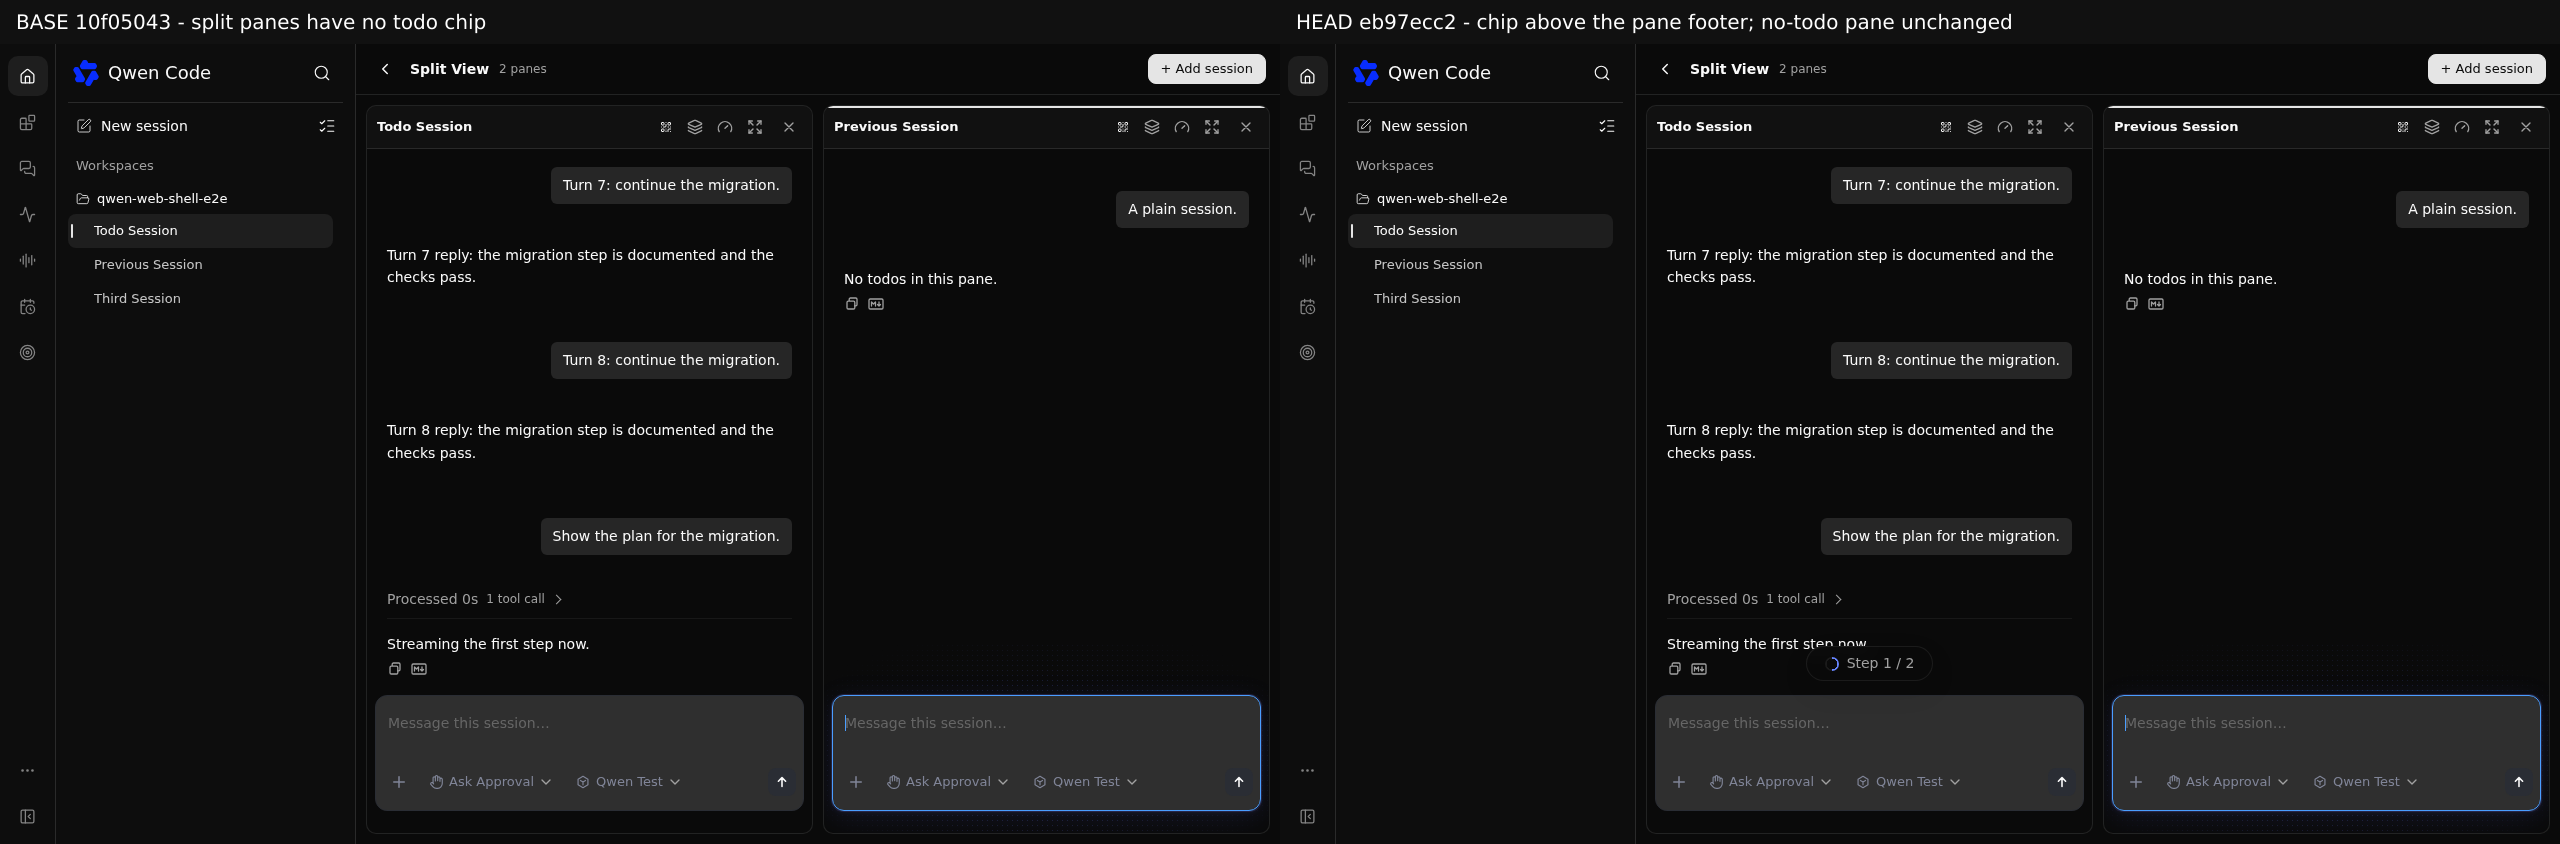 BASE 10f05043 - split panes have no todo chip
Qwen Code
New session
Workspaces
qwen-web-shell-e2e
Todo Session
Previous Session
Third Session
Split View 2 panes
+ Add session
Todo Session
Turn 7: continue the migration.
Turn 7 reply: the migration step is documented and the
checks pass.
Turn 8: continue the migration.
Turn 8 reply: the migration step is documented and the
checks pass.
Show the plan for the migration.
Processed 0s 1 tool call
Streaming the first step now.
Message this session...
Ask Approval Qwen Test
Previous Session
A plain session.
No todos in this pane.
Message this session...
Ask Approval Qwen Test
HEAD eb97ecc2 - chip above the pane footer; no-todo pane unchanged
Qwen Code
New session
Workspaces
qwen-web-shell-e2e
Todo Session
Previous Session
Third Session
Split View 2 panes
+ Add session
Todo Session
Turn 7: continue the migration.
Turn 7 reply: the migration step is documented and the
checks pass.
Turn 8: continue the migration.
Turn 8 reply: the migration step is documented and the
checks pass.
Show the plan for the migration.
Processed 0s 1 tool call
Streaming the first step now
Step 1 / 2
Message this session...
Ask Approval Qwen Test
Previous Session
A plain session.
No todos in this pane.
Message this session...
Ask Approval Qwen Test